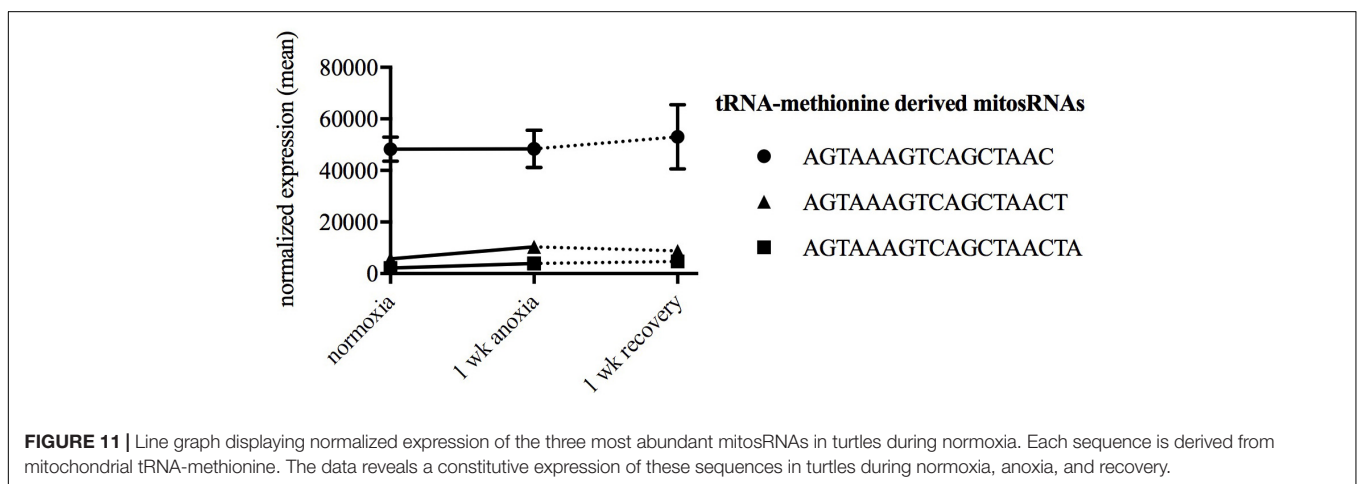 normalized expression (mean)
80000
60000
40000
20000
0
normoxia
1 wk anoxia
1 wk recovery
tRNA-methionine derived mitosRNAs
AGTAAAGTCAGCTAAC
AGTAAAGTCAGCTAACT
AGTAAAGTCAGCTAACTA
FIGURE 11 | Line graph displaying normalized expression of the three most abundant mitosRNAs in turtles during normoxia. Each sequence is derived from
mitochondrial tRNA-methionine. The data reveals a constitutive expression of these sequences in turtles during normoxia, anoxia, and recovery.